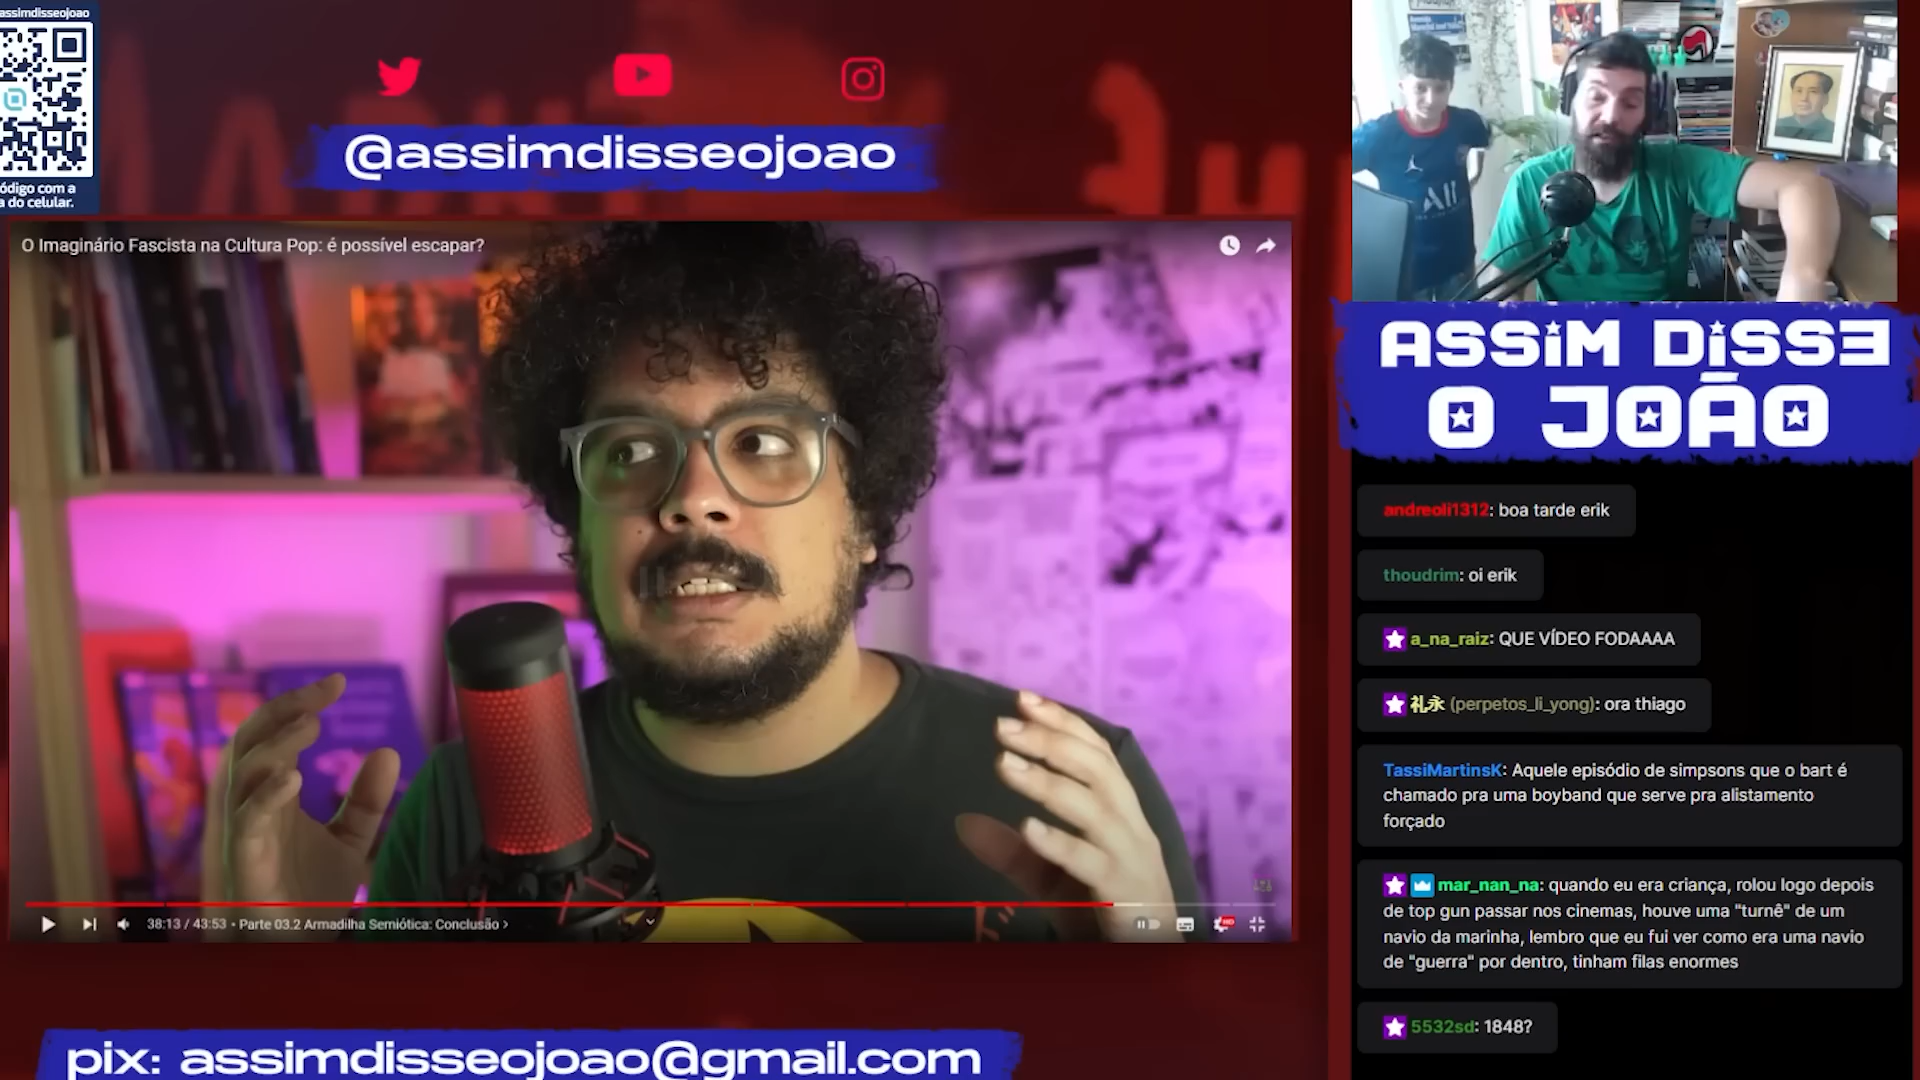 assimdisseojoao
ódigo com a
a do celular.
@assimdisseojoao
O Imaginário Fascista na Cultura Pop: é possível escapar?
38:13 / 43:53 • Parte 03.2 Armadilha Semiótica: Conclusão ›
HD
pix: assimdisseojoao@gmail.com
ASSiM DiSSE
O JOÃO
andreoli1312: boa tarde erik
thoudrim: oi erik
a_na_raiz: QUE VÍDEO FODAAAA
礼永 (perpetos_li_yong): ora thiago
TassiMartinsK: Aquele episódio de simpsons que o bart é
chamado pra uma boyband que serve pra alistamento
forçado
mar_nan_na: quando eu era criança, rolou logo depois
de top gun passar nos cinemas, houve uma "turnê" de um
navio da marinha, lembro que eu fui ver como era uma navio
de "guerra" por dentro, tinham filas enormes
5532sd: 1848?